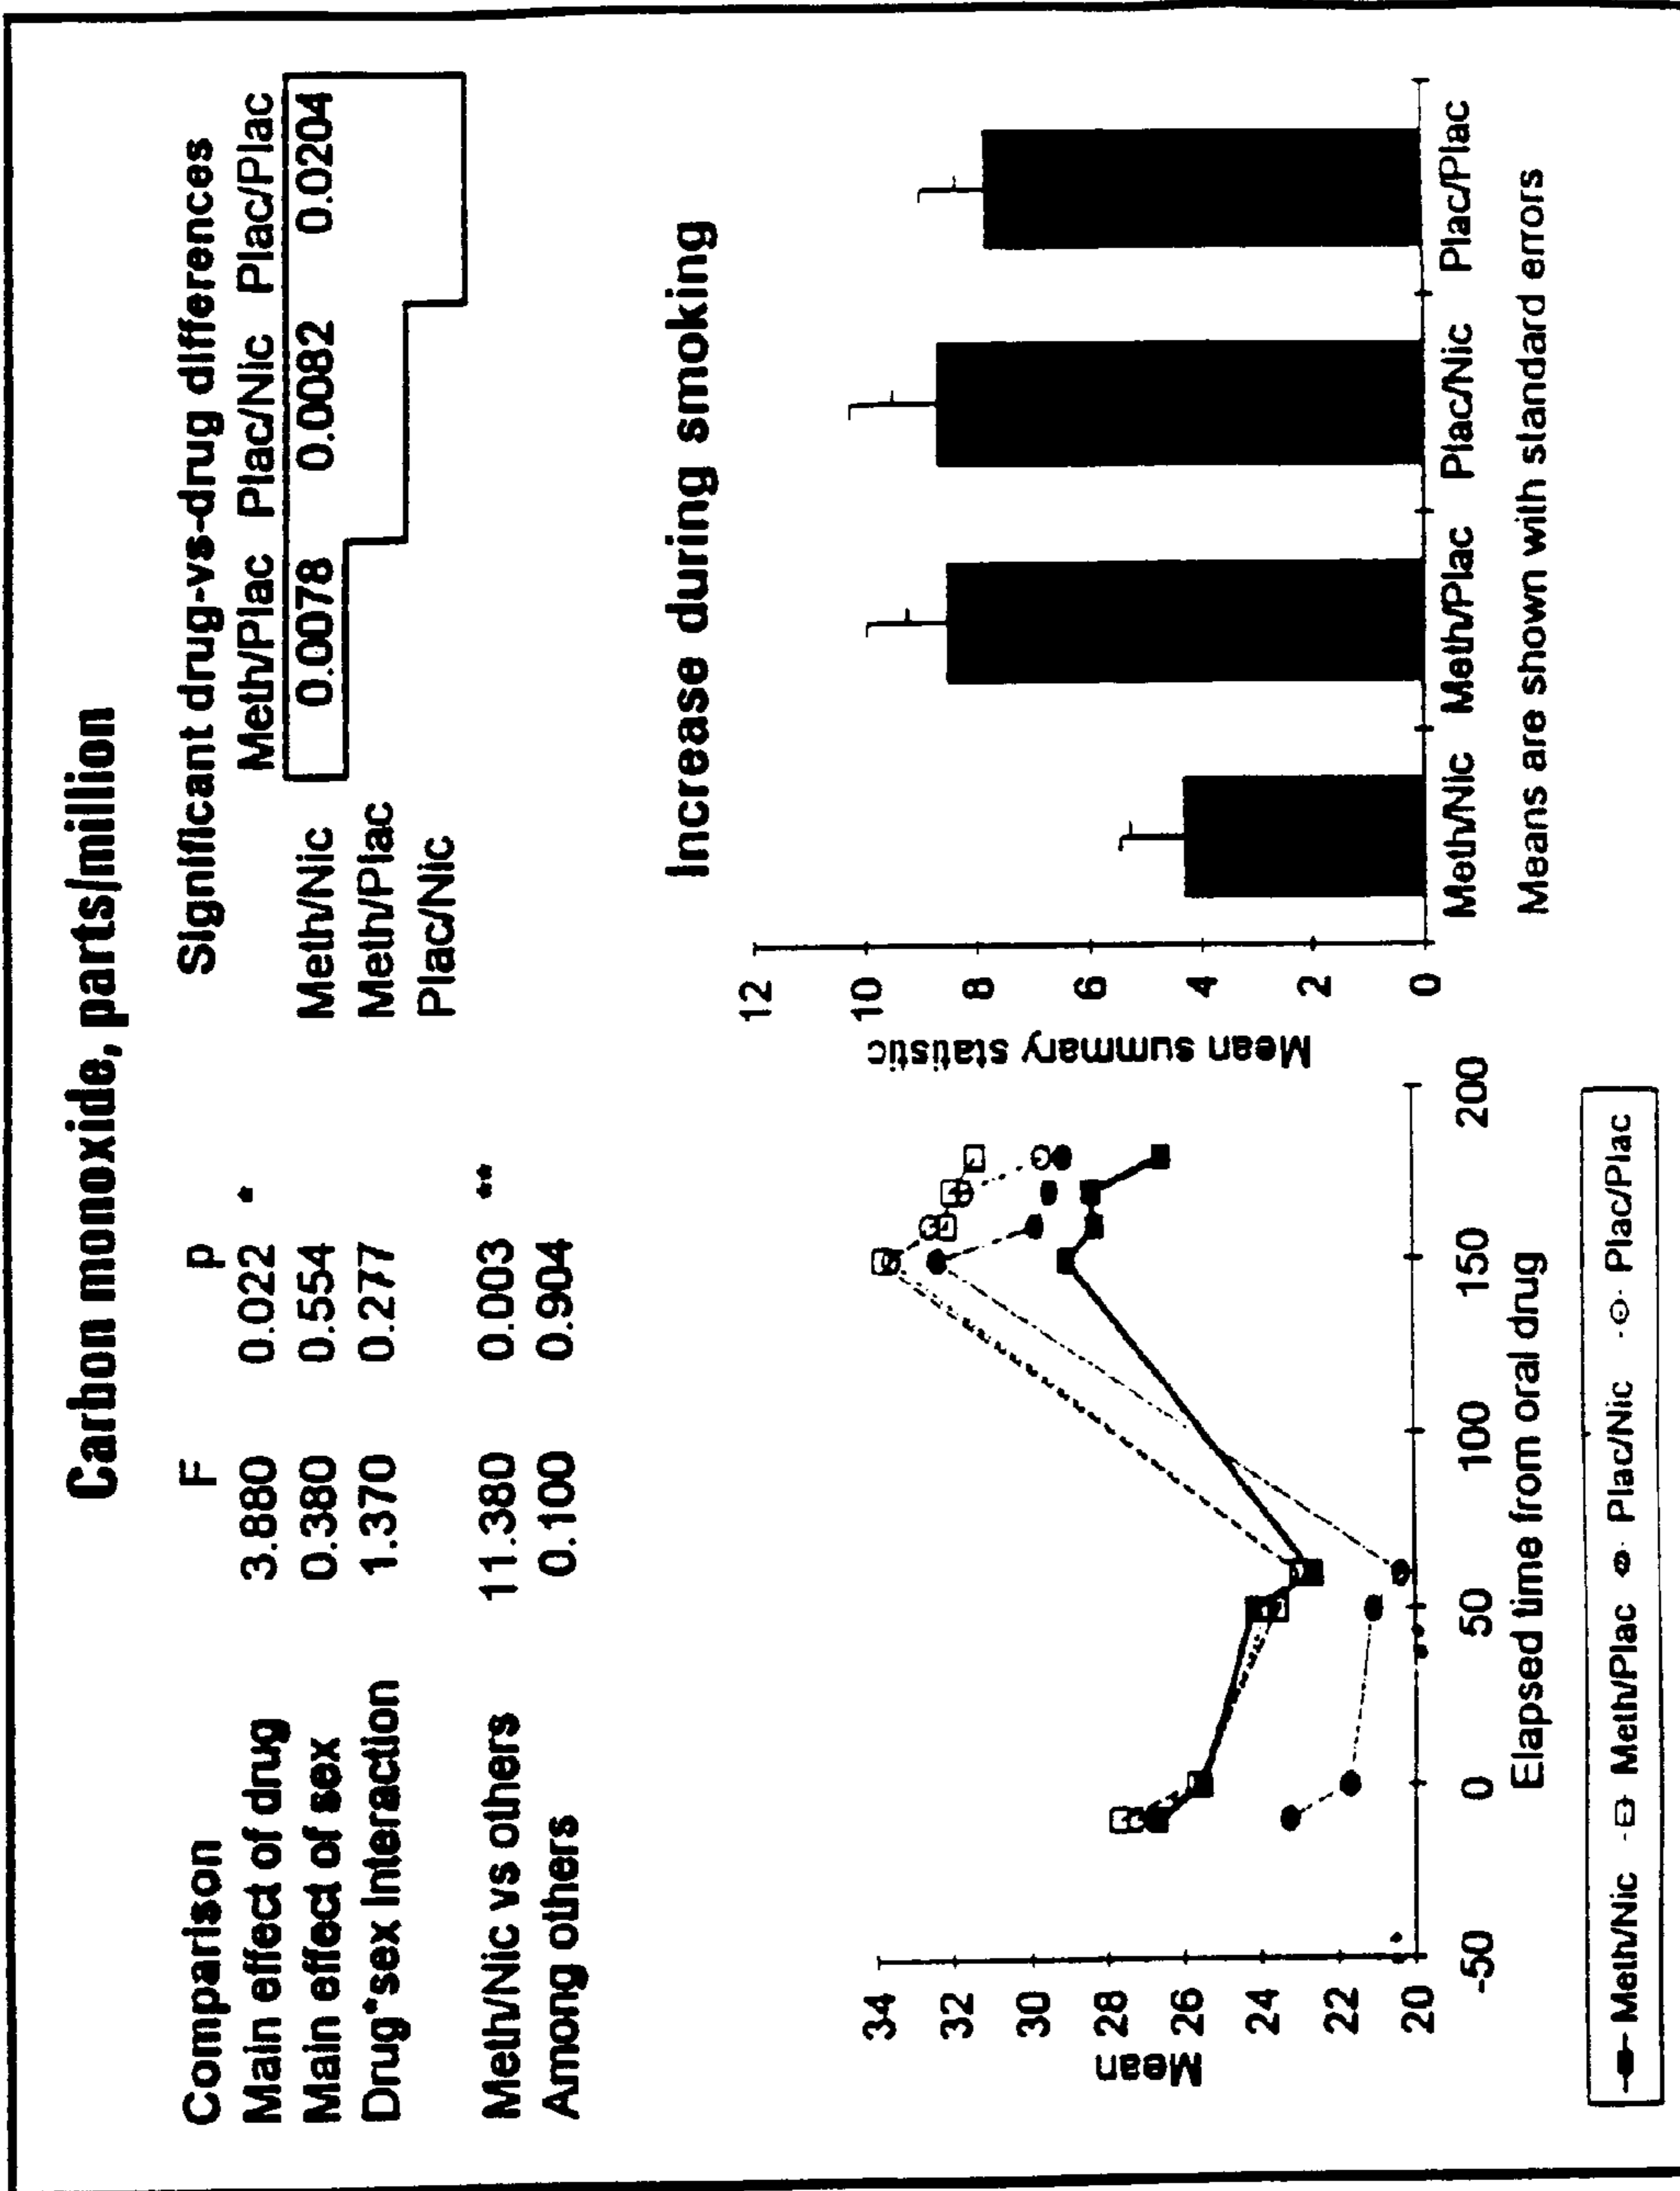 Carbon monoxide, parts/million
Comparison F p
Main effect of drug 3.880 0.022 *
Main effect of sex 0.380 0.554
Drug*sex interaction 1.370 0.277
Meth/Nic vs others 11.380 0.003 **
Among others 0.100 0.904
Significant drug-vs-drug differences
Meth/Plac Plac/Nic Plac/Plac
Meth/Nic 0.0078 0.0082 0.0204
Meth/Plac
Plac/Nic
Mean
34
32
30
28
26
24
22
20
-50 0 50 100 150 200
Elapsed time from oral drug
Meth/Nic Meth/Plac Plac/Nic Plac/Plac
Increase during smoking
Mean summary statistic
12
10
8
6
4
2
0
Meth/Nic Meth/Plac Plac/Nic Plac/Plac
Means are shown with standard errors